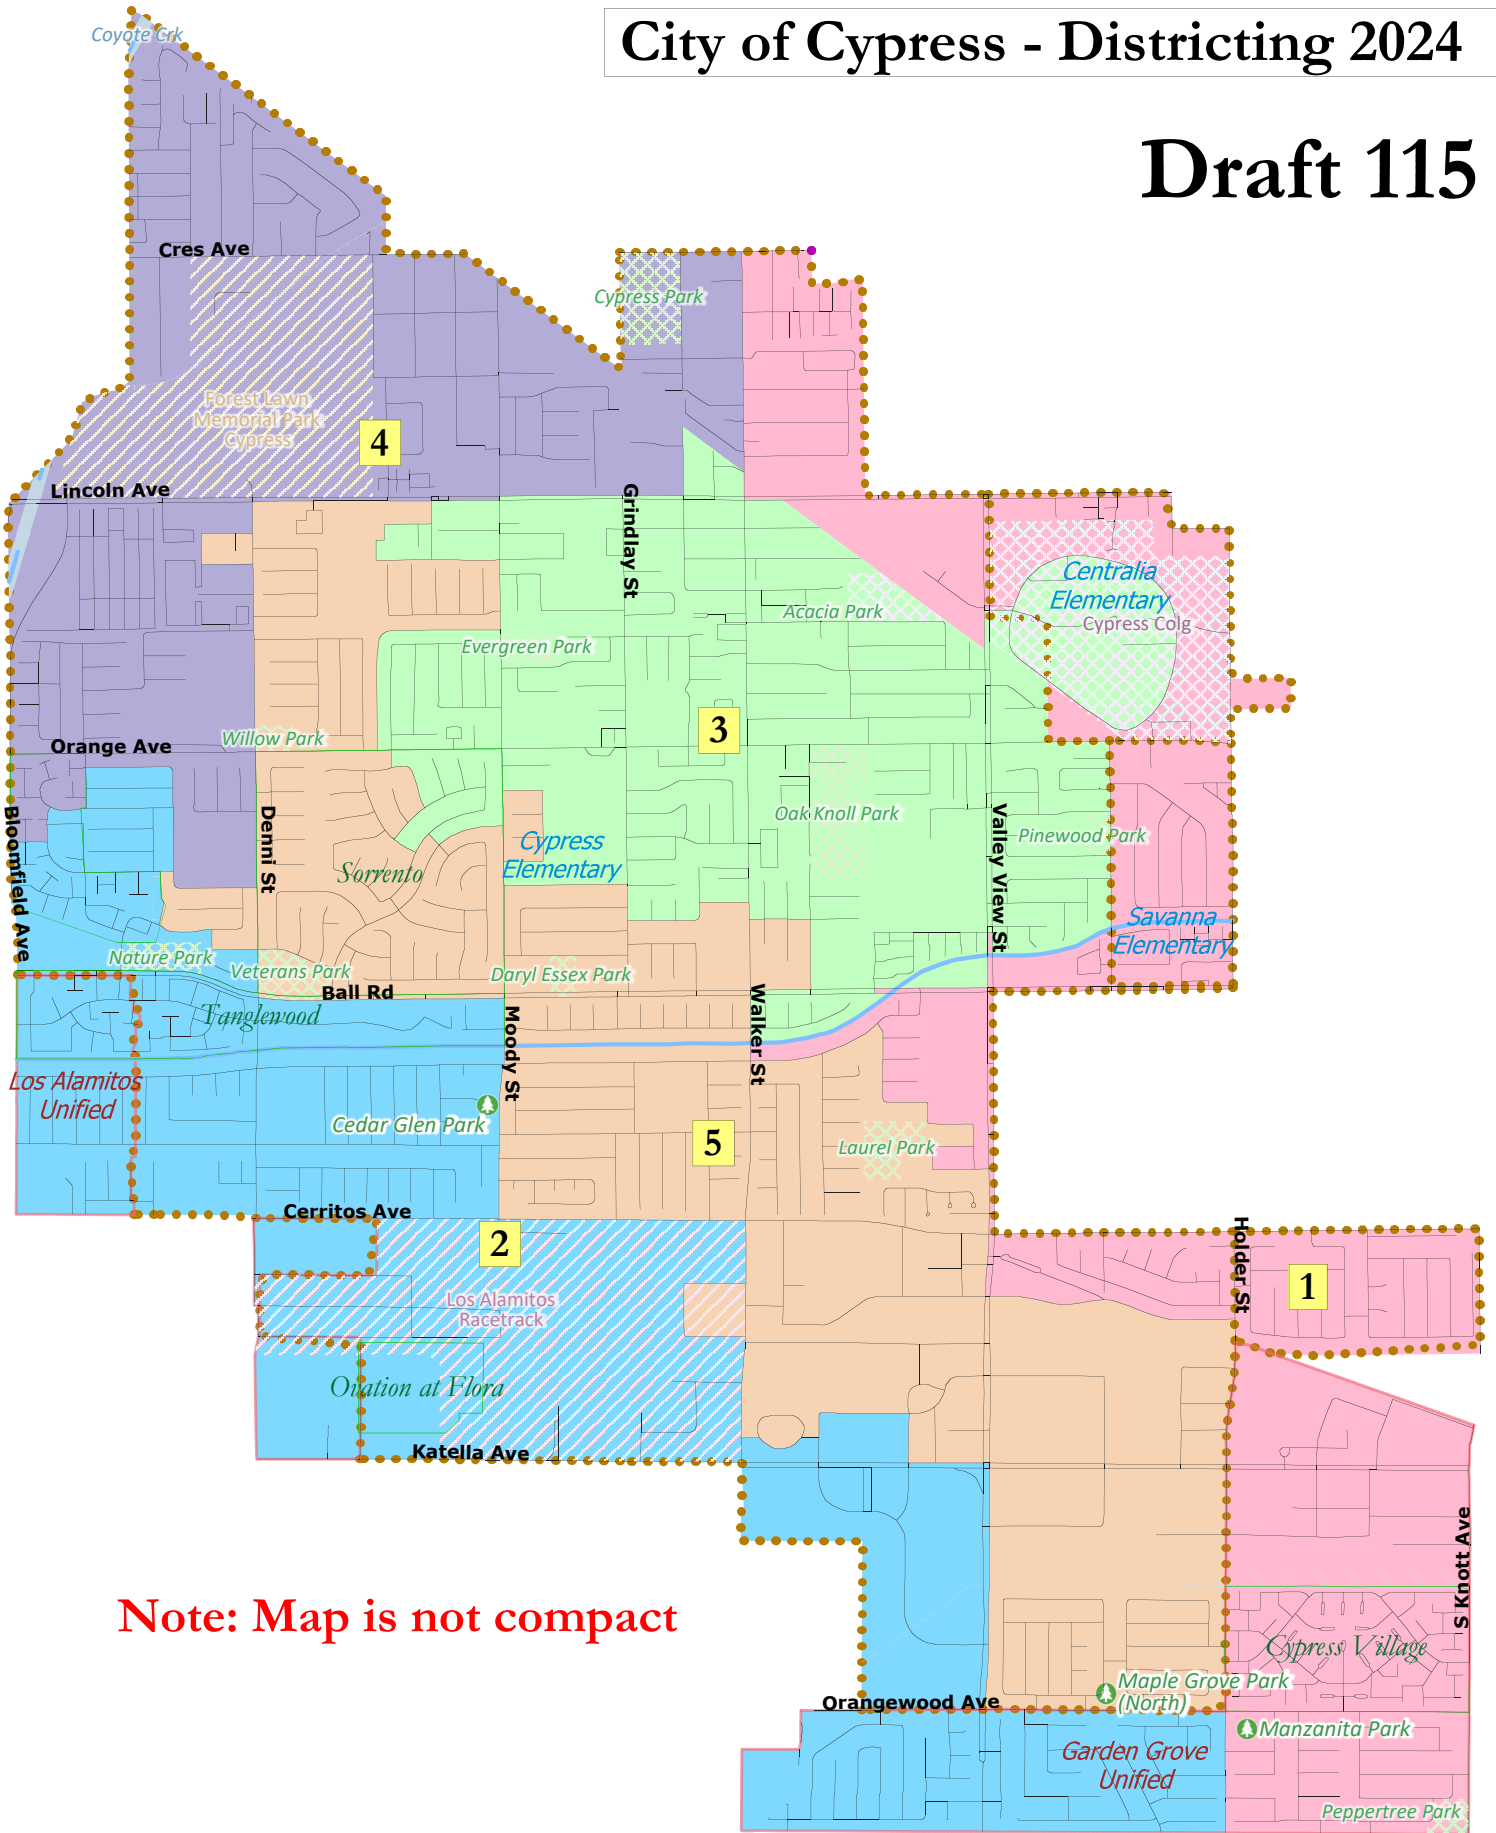 City of Cypress - Districting 2024
Coyote Crk
Draft 115
Cres Ave
Cypress Park
Forest Lawn
Memorial Park
Cypress
4
Lincoln Ave
Grindlay St
Centralia
Elementary
Acacia Park
Cypress Colg
Evergreen Park
Willow Park
3
Orange Ave
Bloomfield Ave
Denni St
Oak Knoll Park
Valley View St
Pinewood Park
Cypress
Elementary
Sorrento
Savanna
Elementary
Nature Park
Veterans Park
Daryl Essex Park
Ball Rd
Tanglewood
Moody St
Walker St
Los Alamitos
Unified
Cedar Glen Park
5
Laurel Park
Cerritos Ave
2
Holder St
1
Los Alamitos
Racetrack
Ovation at Flora
Katella Ave
S Knott Ave
Note: Map is not compact
Cypress Village
Maple Grove Park
(North)
Orangewood Ave
Manzanita Park
Garden Grove
Unified
Peppertree Park